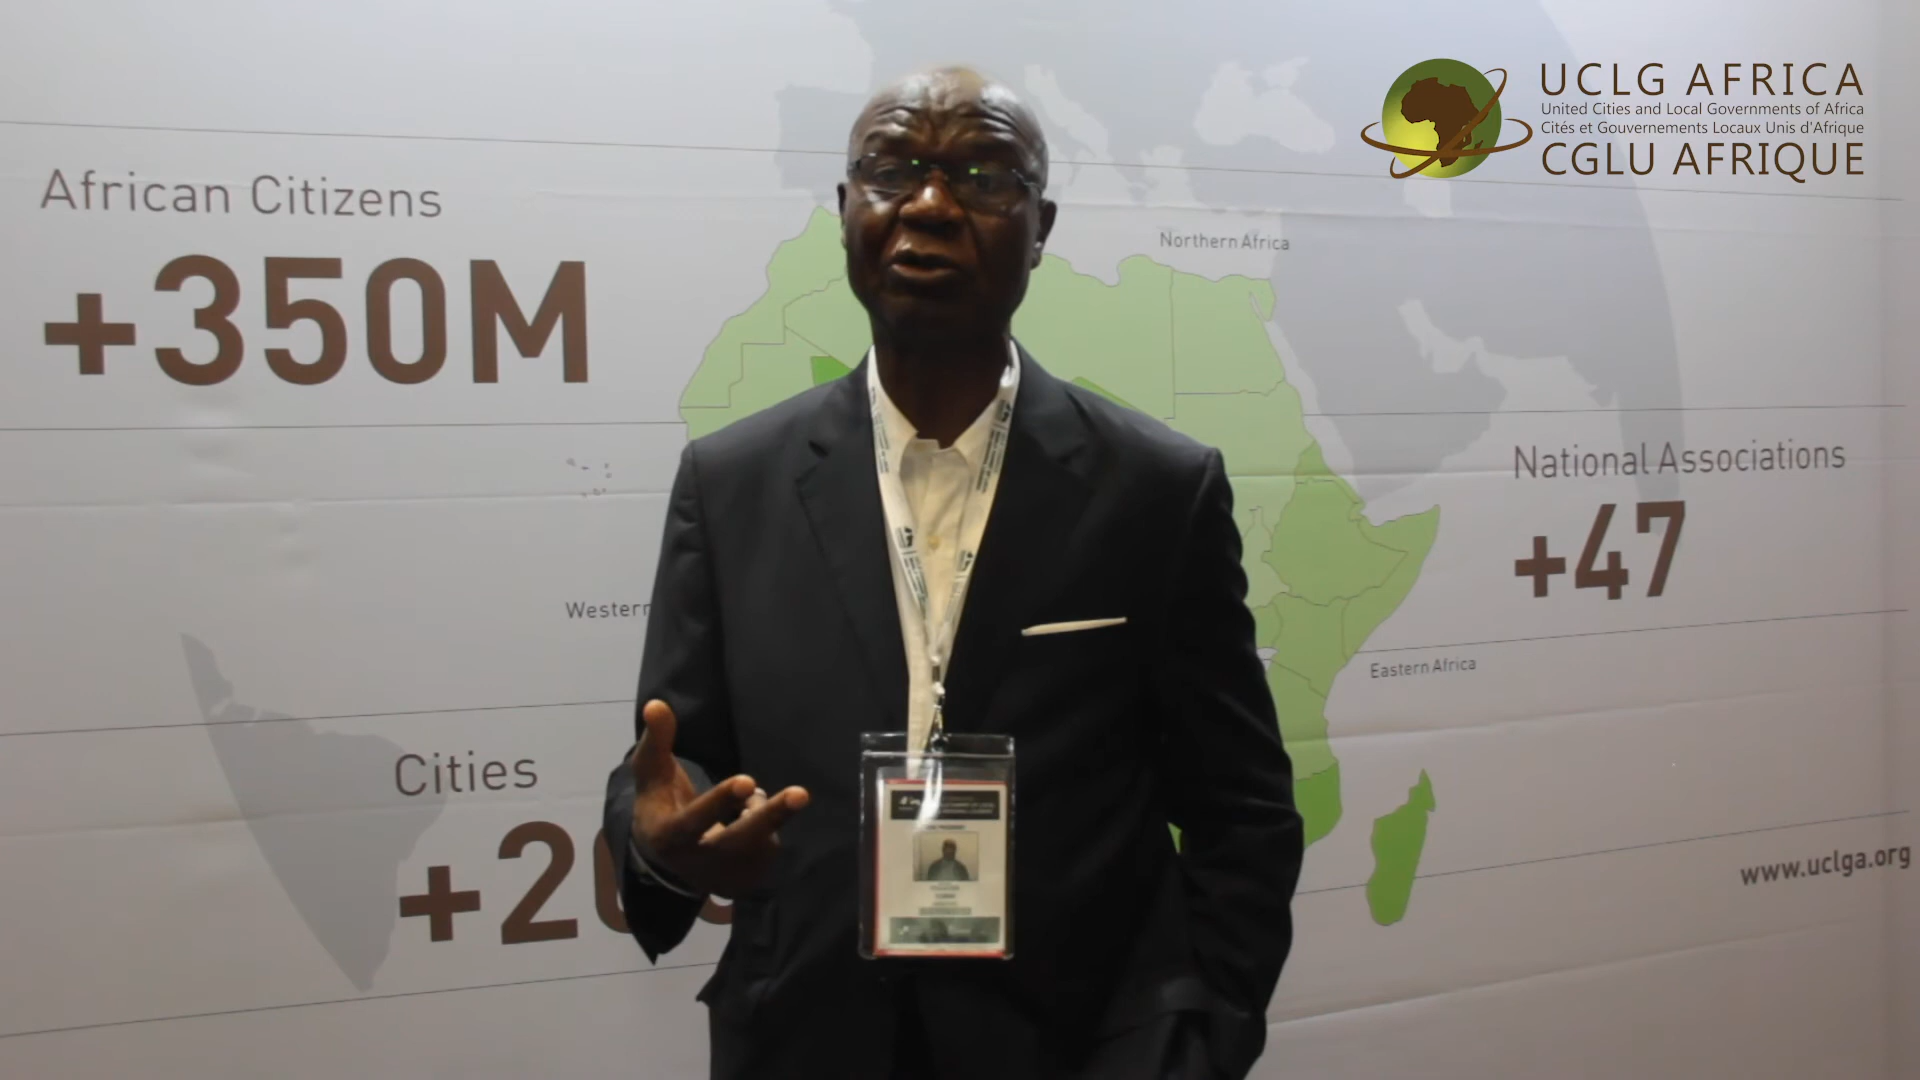 UCLG AFRICA
United Cities and Local Governments of Africa
Cités et Gouvernements Locaux Unis d'Afrique
CGLU AFRIQUE
African Citizens
+350M
Northern Africa
National Associations
+47
Western
Eastern Africa
Cities
+20
www.uclga.org